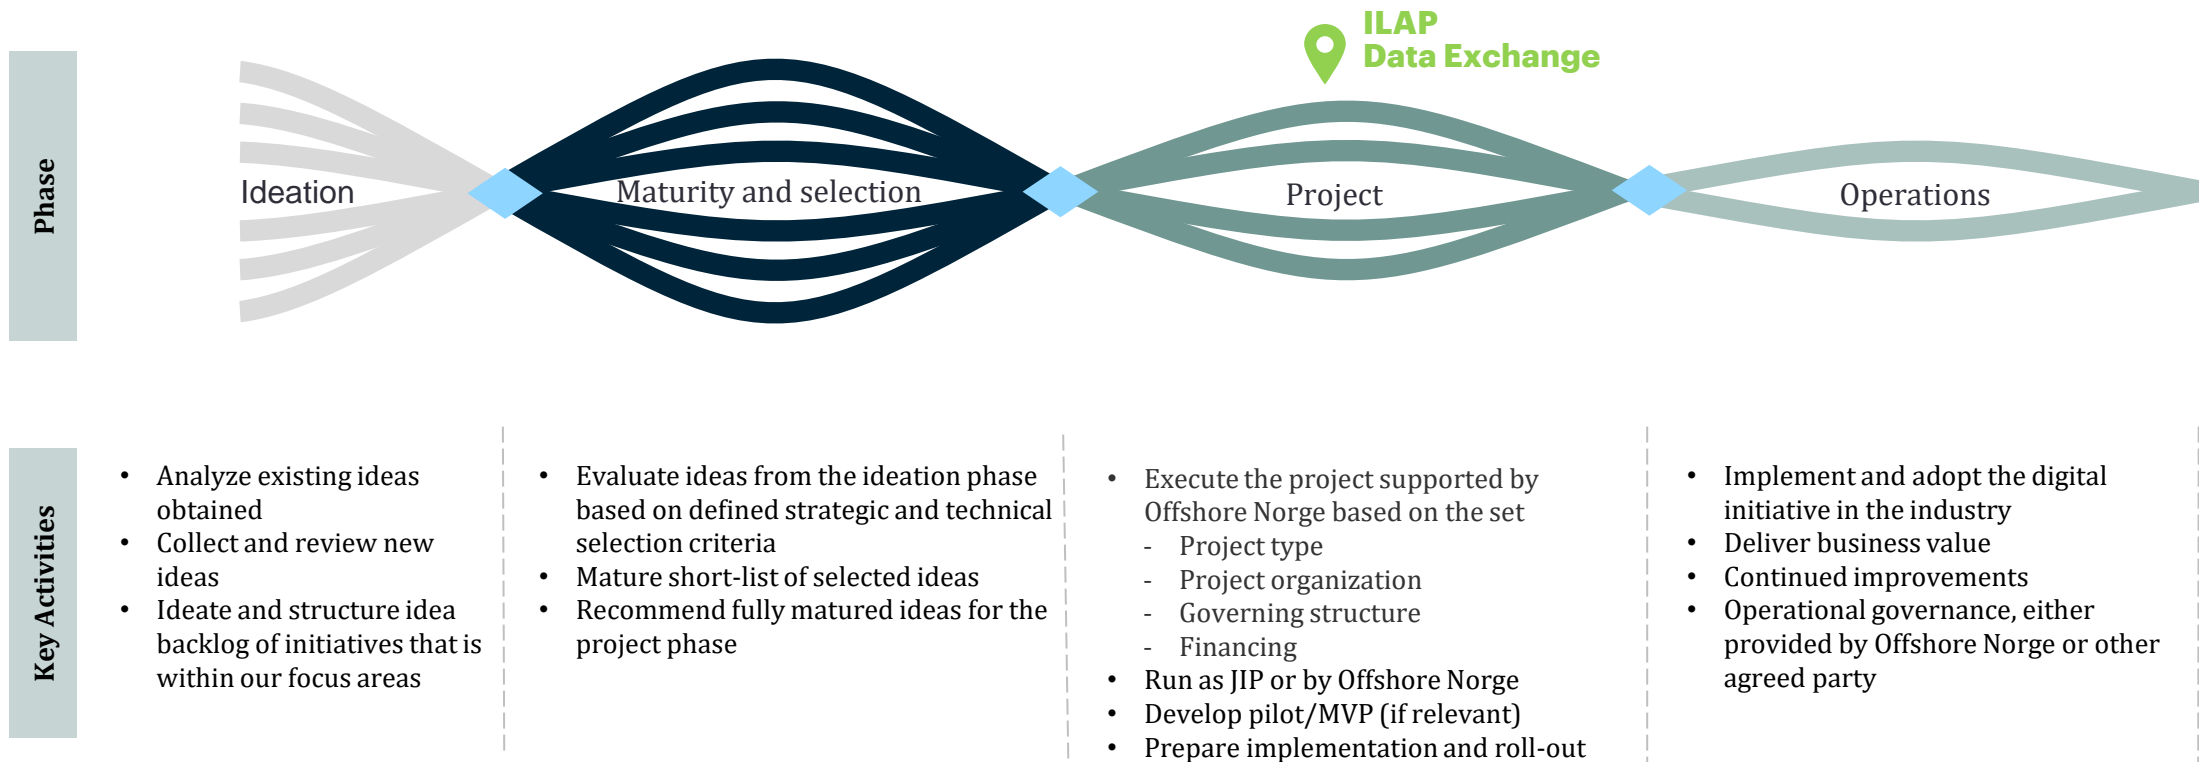 ILAP
Data Exchange
Phase
Ideation
Maturity and selection
Project
Operations
Key Activities
• Analyze existing ideas
obtained
• Collect and review new
ideas
• Ideate and structure idea
backlog of initiatives that is
within our focus areas
• Evaluate ideas from the ideation phase
based on defined strategic and technical
selection criteria
• Mature short-list of selected ideas
• Recommend fully matured ideas for the
project phase
• Execute the project supported by
Offshore Norge based on the set
- Project type
- Project organization
- Governing structure
- Financing
• Run as JIP or by Offshore Norge
• Develop pilot/MVP (if relevant)
• Prepare implementation and roll-out
• Implement and adopt the digital
initiative in the industry
• Deliver business value
• Continued improvements
• Operational governance, either
provided by Offshore Norge or other
agreed party